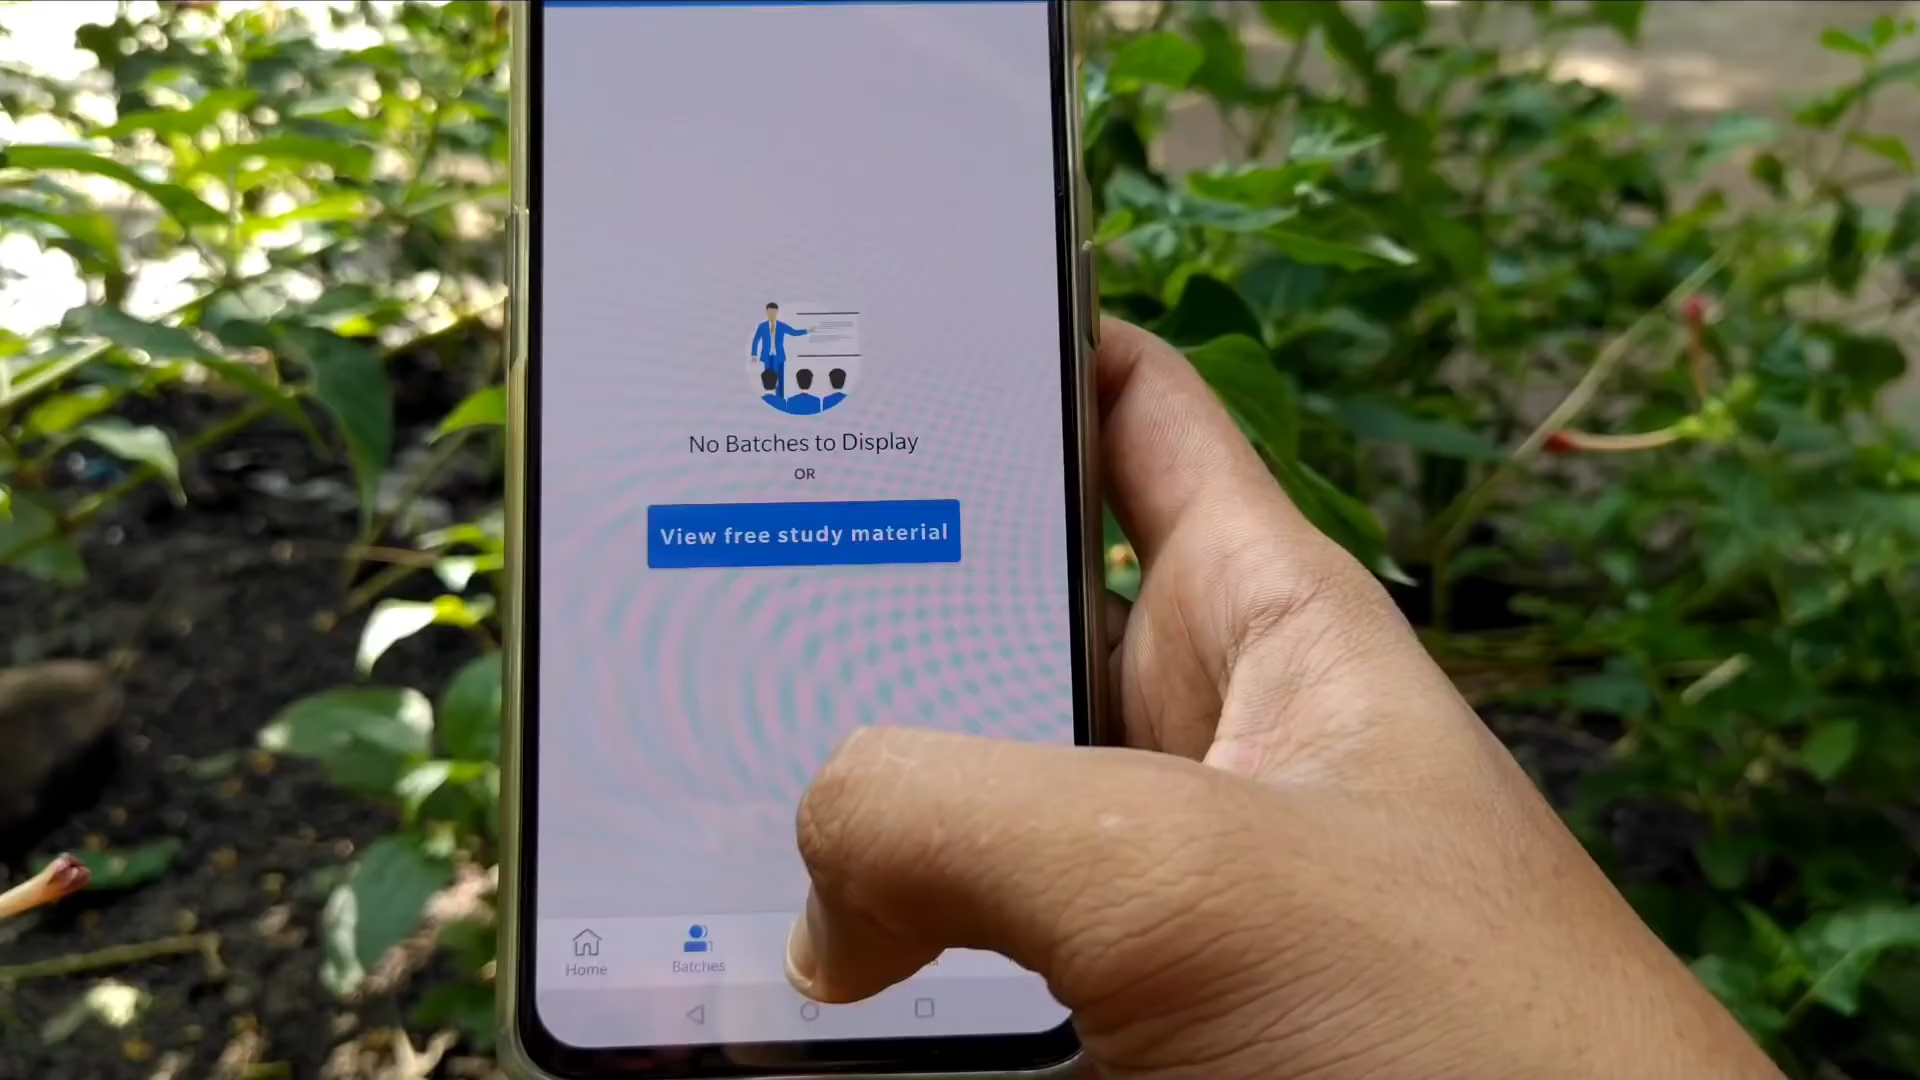 No Batches to Display
OR
View free study material
Home
Batches